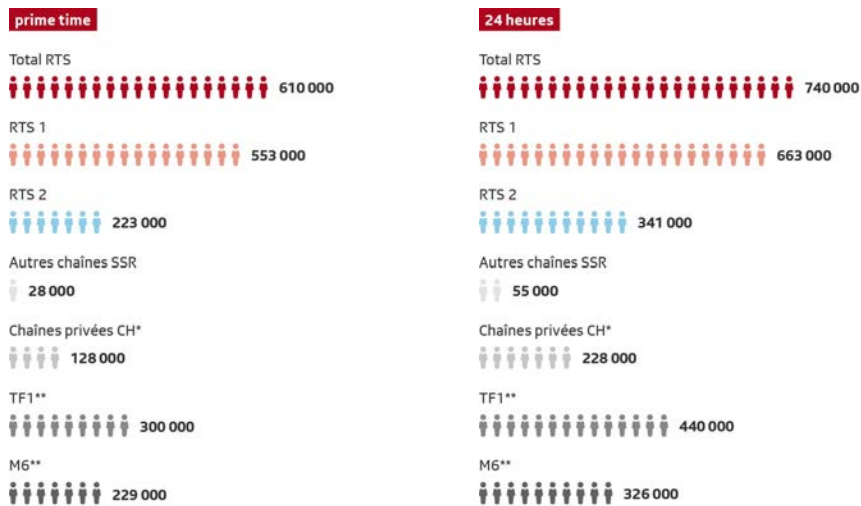 prime time
Total RTS
610 000
RTS 1
553 000
RTS 2
223 000
Autres chaînes SSR
28 000
Chaînes privées CH*
128 000
TF1**
300 000
M6**
229 000
24 heures
Total RTS
740 000
RTS 1
663 000
RTS 2
341 000
Autres chaînes SSR
55 000
Chaînes privées CH*
228 000
TF1**
440 000
M6**
326 000